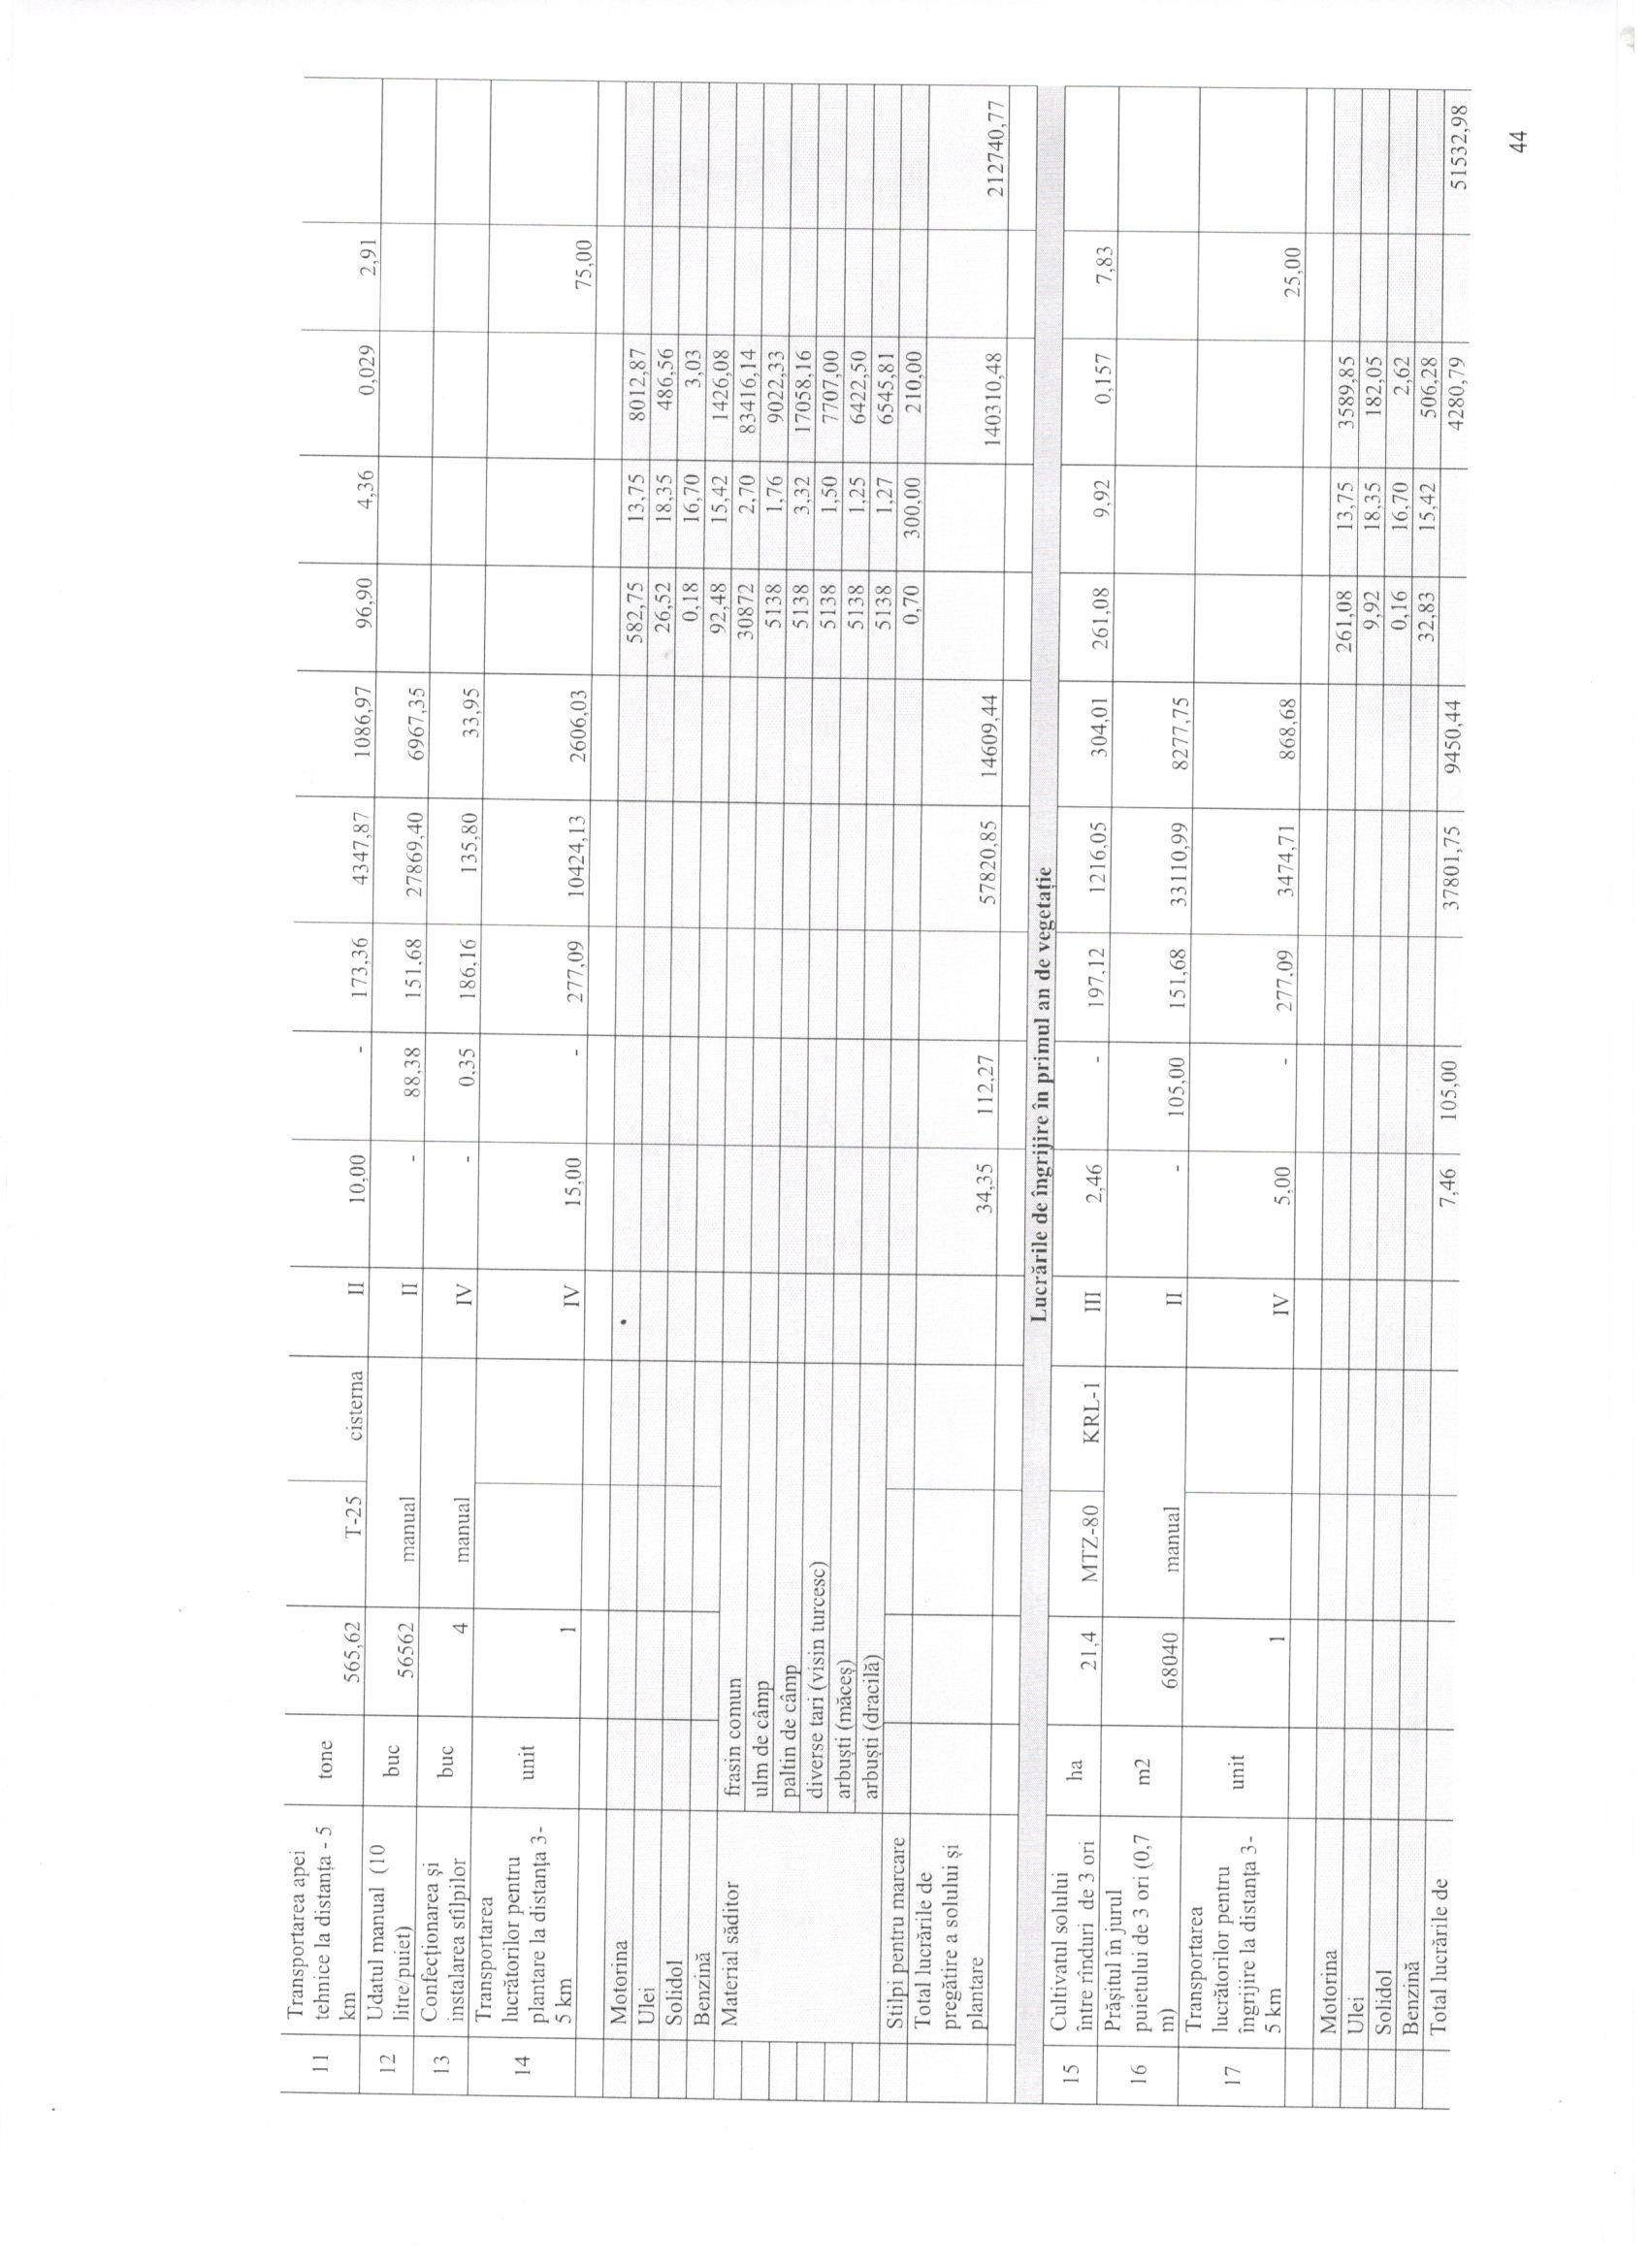 11 Transportarea apei tehnice la distanța - 5 km tone 565,62 T-25 cisterna II 10,00 - 173,36 4347,87 1086,97 96,90 4,36 0,029 2,91
12 Udatul manual (10 litre/puiet) buc 56562 manual II - 88,38 151,68 27869,40 6967,35
13 Confecționarea și instalarea stîlpilor buc 4 manual IV - 0,35 186,16 135,80 33,95
14 Transportarea lucrătorilor pentru plantare la distanța 3-5 km unit 1 IV 15,00 - 277,09 10424,13 2606,03 75,00
Motorina 582,75 13,75 8012,87
Ulei 26,52 18,35 486,56
Solidol 0,18 16,70 3,03
Benzină 92,48 15,42 1426,08
Material săditor frasin comun 30872 2,70 83416,14
ulm de câmp 5138 1,76 9022,33
paltin de câmp 5138 3,32 17058,16
diverse tari (visin turcesc) 5138 1,50 7707,00
arbuști (măceș) 5138 1,25 6422,50
arbuști (dracilă) 5138 1,27 6545,81
Stilpi pentru marcare 0,70 300,00 210,00
Total lucrările de pregătire a solului și plantare 34,35 112,27 57820,85 14609,44 140310,48 212740,77
Lucrările de îngrijire în primul an de vegetație
15 Cultivatul solului între rînduri de 3 ori ha 21,4 MTZ-80 KRL-1 III 2,46 - 197,12 1216,05 304,01 261,08 9,92 0,157 7,83
16 Prășitul în jurul puietului de 3 ori (0,7 m) m2 68040 manual II - 105,00 151,68 33110,99 8277,75
17 Transportarea lucrătorilor pentru îngrijire la distanța 3-5 km unit 1 IV 5,00 - 277,09 3474,71 868,68 25,00
Motorina 261,08 13,75 3589,85
Ulei 9,92 18,35 182,05
Solidol 0,16 16,70 2,62
Benzină 32,83 15,42 506,28
Total lucrările de 7,46 105,00 37801,75 9450,44 4280,79 51532,98
44